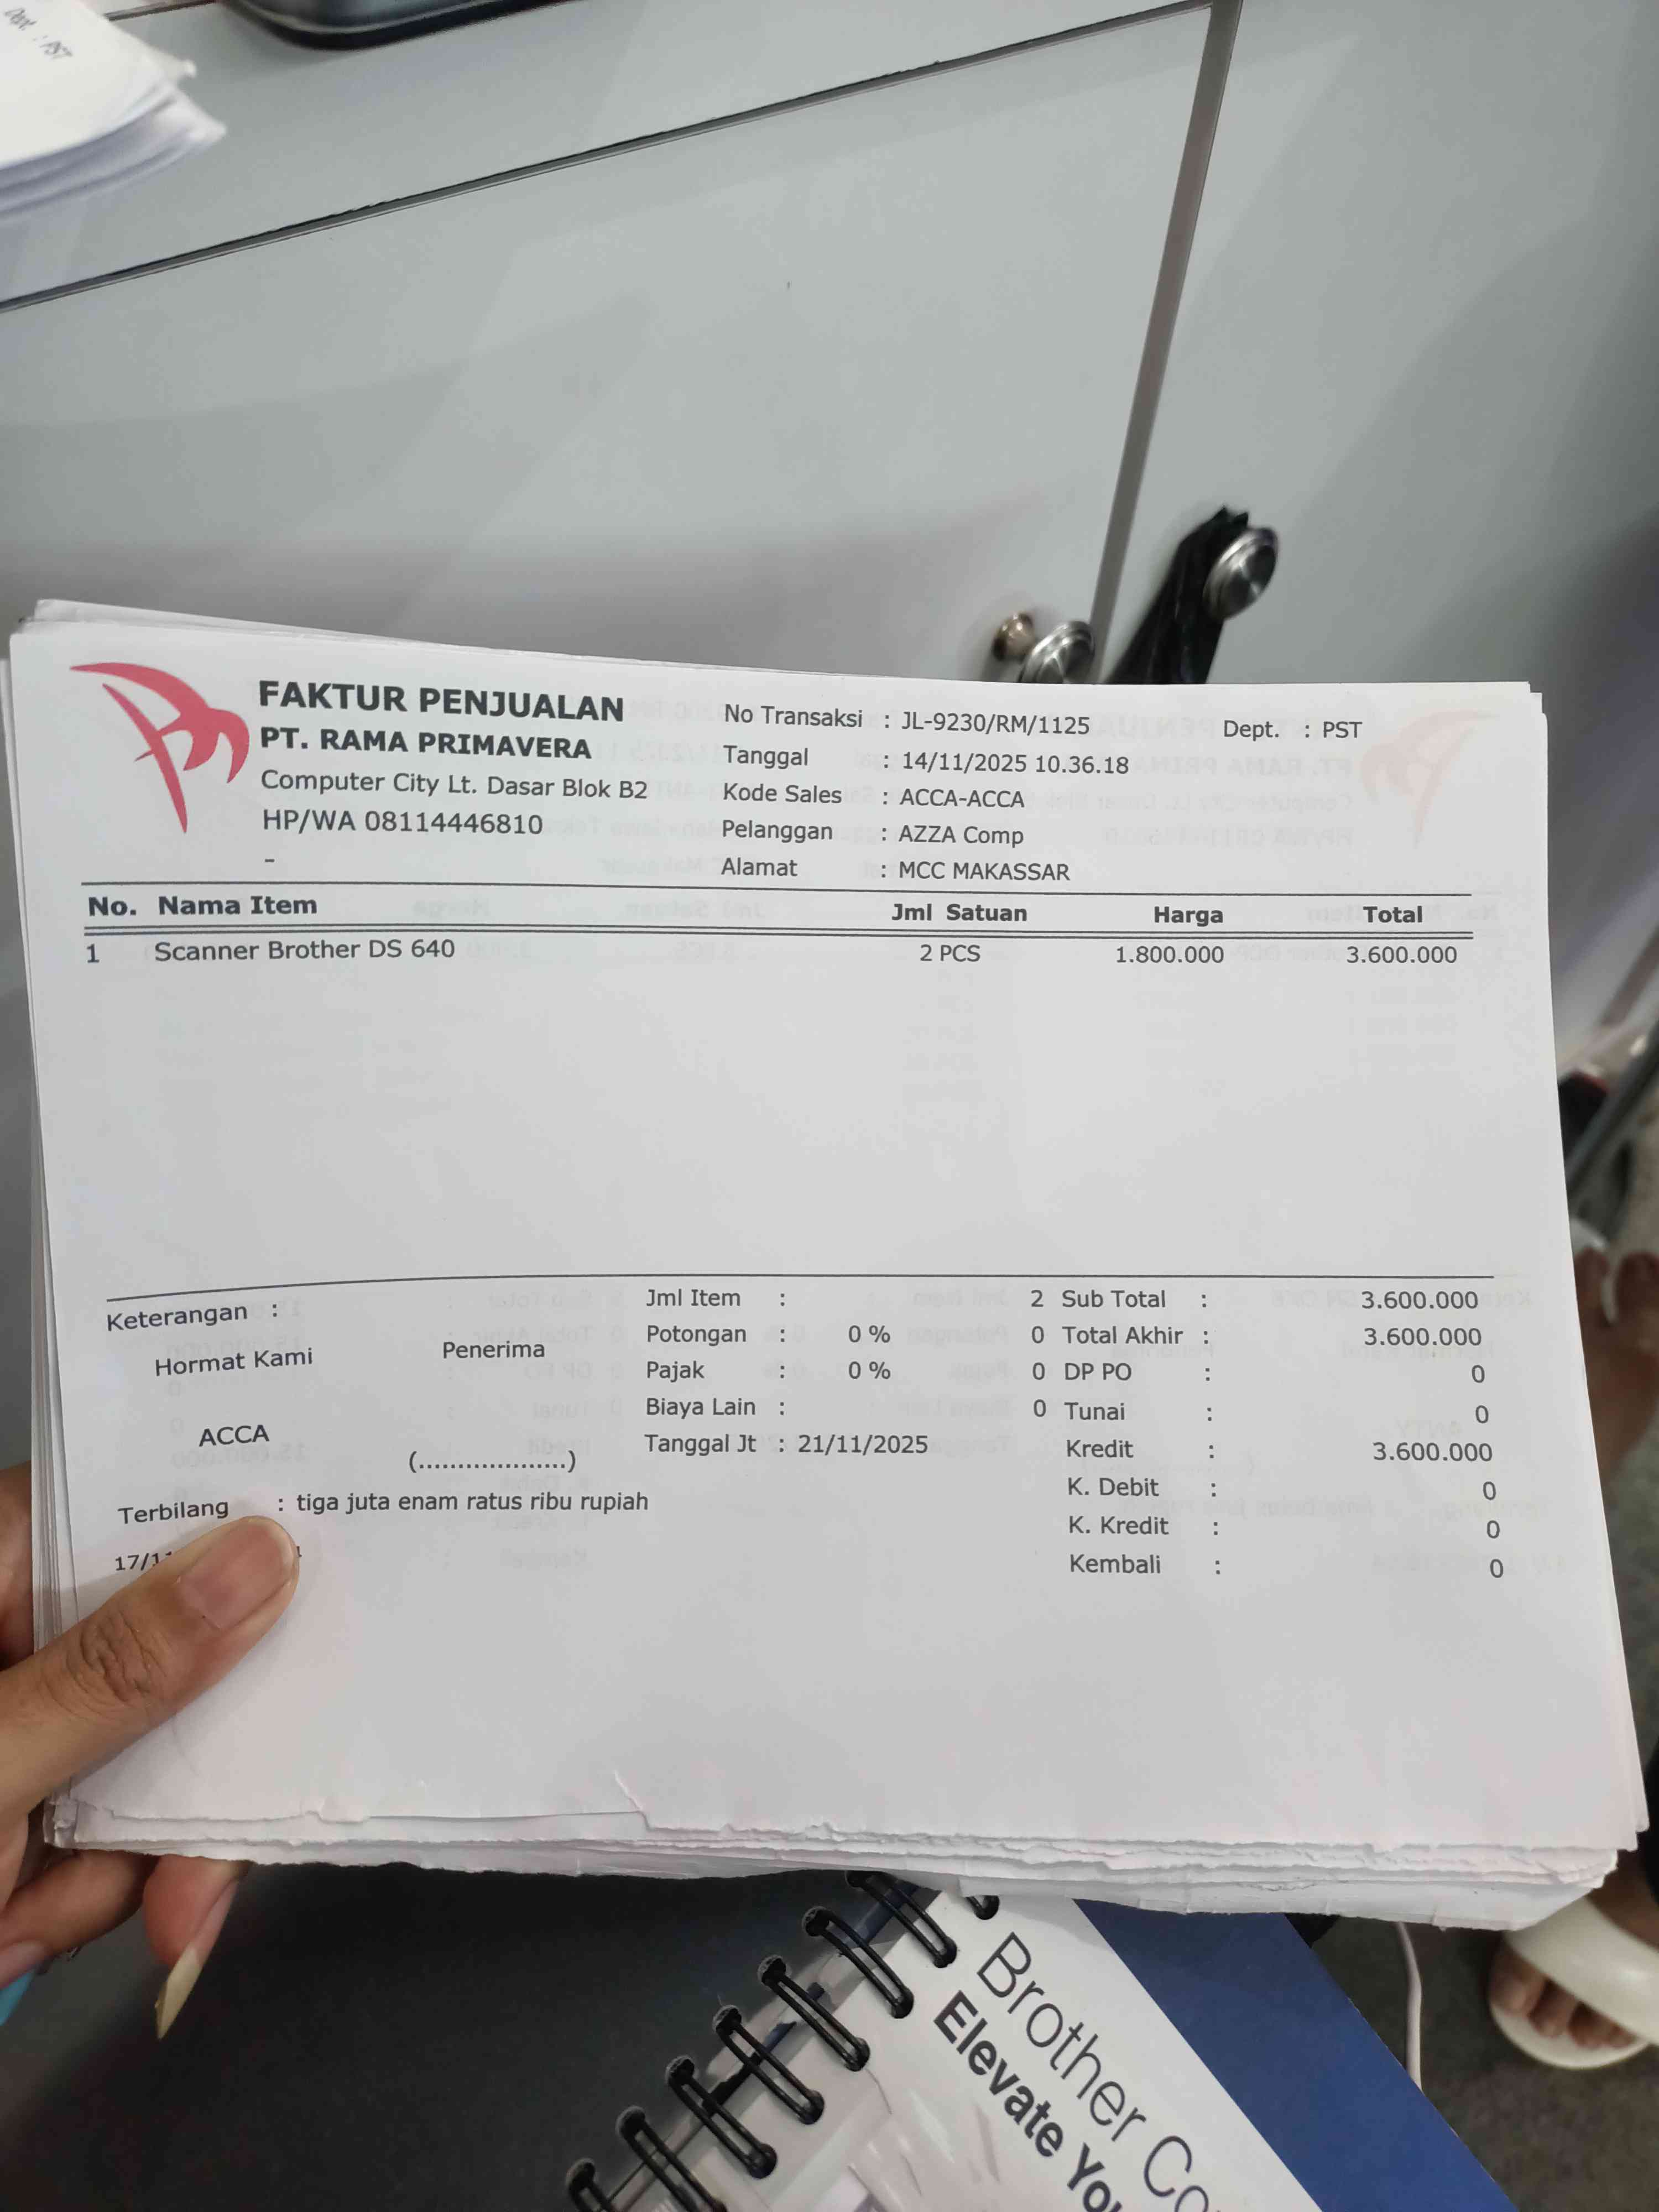 Dept. : PST
FAKTUR PENJUALAN
PT. RAMA PRIMAVERA
Computer City Lt. Dasar Blok B2
HP/WA 08114446810
-
No Transaksi : JL-9230/RM/1125 Dept. : PST
Tanggal : 14/11/2025 10.36.18
Kode Sales : ACCA-ACCA
Pelanggan : AZZA Comp
Alamat : MCC MAKASSAR
No. Nama Item Jml Satuan Harga Total
1 Scanner Brother DS 640 2 PCS 1.800.000 3.600.000
Keterangan :
Hormat Kami Penerima
ACCA
(...................)
Jml Item : 2
Potongan : 0 % 0
Pajak : 0 % 0
Biaya Lain : 0
Tanggal Jt : 21/11/2025
Sub Total : 3.600.000
Total Akhir : 3.600.000
DP PO : 0
Tunai : 0
Kredit : 3.600.000
K. Debit : 0
K. Kredit : 0
Kembali : 0
Terbilang : tiga juta enam ratus ribu rupiah
17/1
Brother Co
Elevate You